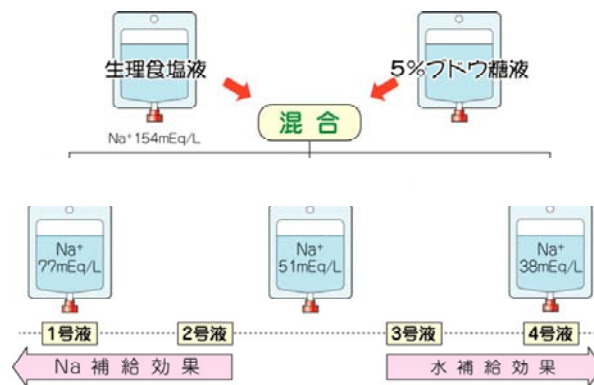 生理食塩液
5%ブドウ糖液
混合
Na⁺154mEq/L
Na⁺
77mEq/L
Na⁺
51mEq/L
Na⁺
38mEq/L
1号液
2号液
3号液
4号液
Na補給効果
水補給効果